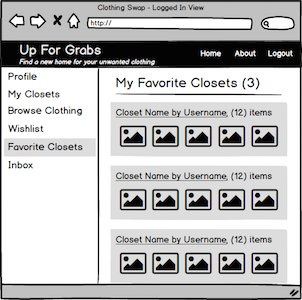 Clothing Swap - Logged In View
http://
Up For Grabs
Find a new home for your unwanted clothing
Home About Logout
Profile
My Closets
Browse Clothing
Wishlist
Favorite Closets
Inbox
My Favorite Closets (3)
Closet Name by Username, (12) items
Closet Name by Username, (12) items
Closet Name by Username, (12) items